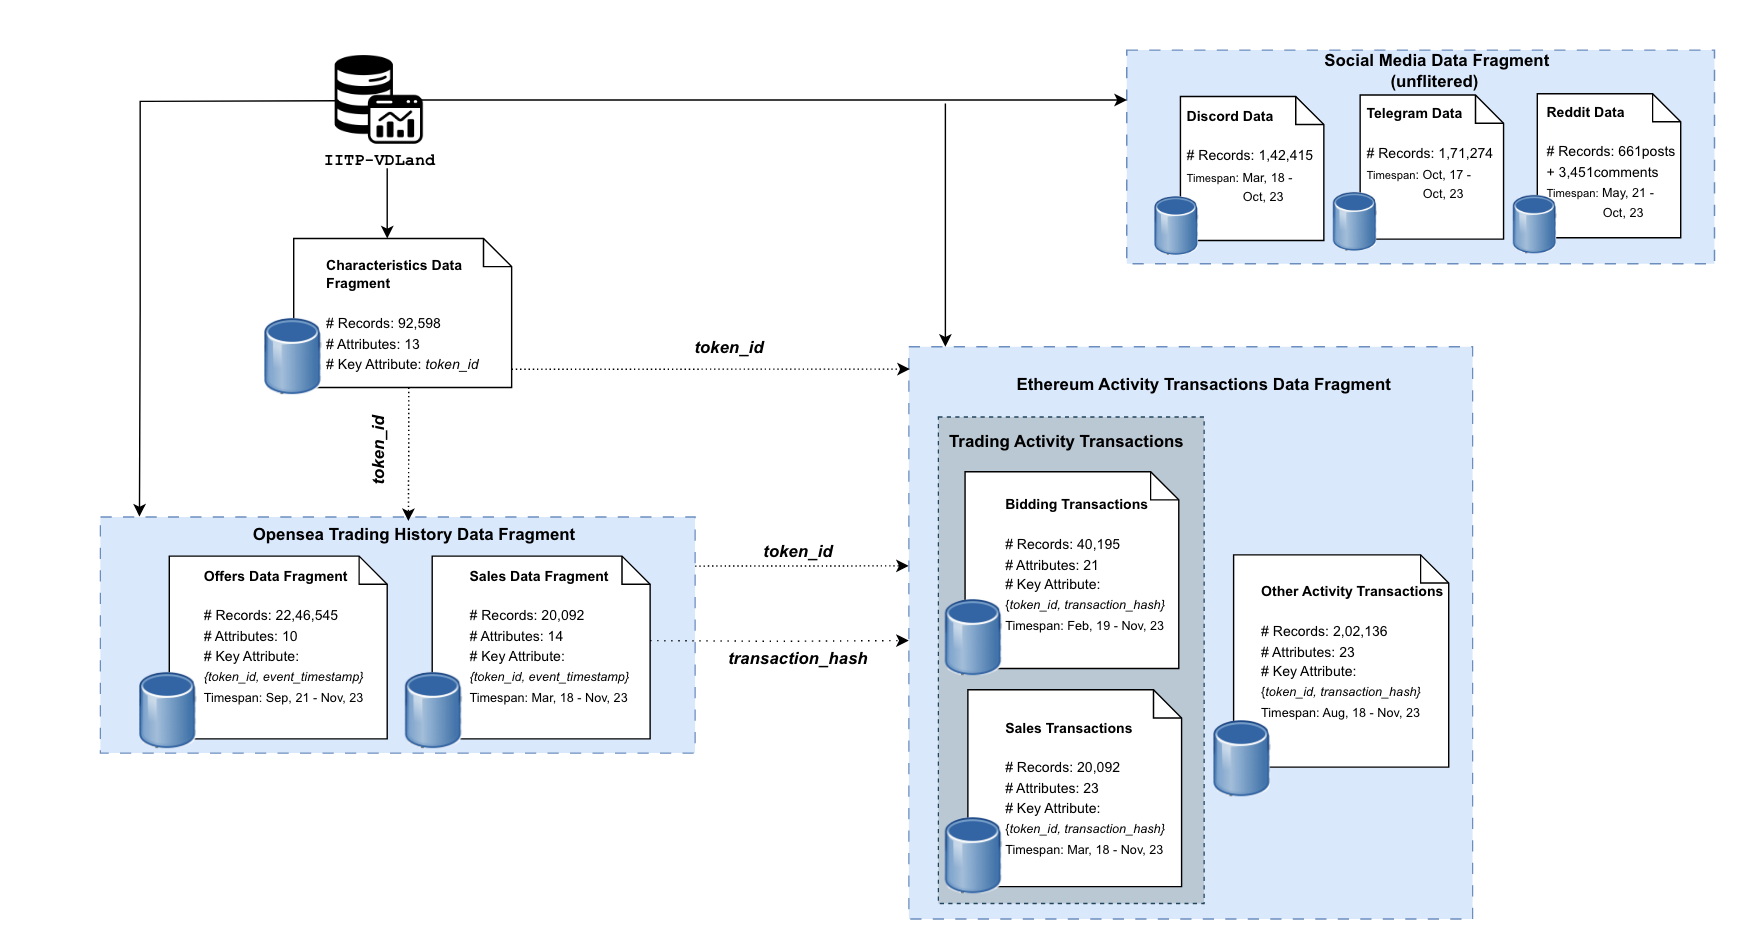 IITP-VDLand
Social Media Data Fragment
(unflitered)
Discord Data
# Records: 1,42,415
Timespan: Mar, 18 -
Oct, 23
Telegram Data
# Records: 1,71,274
Timespan: Oct, 17 -
Oct, 23
Reddit Data
# Records: 661posts
+ 3,451comments
Timespan: May, 21 -
Oct, 23
Characteristics Data
Fragment
# Records: 92,598
# Attributes: 13
# Key Attribute: token_id
token_id
token_id
Opensea Trading History Data Fragment
Offers Data Fragment
# Records: 22,46,545
# Attributes: 10
# Key Attribute:
{token_id, event_timestamp}
Timespan: Sep, 21 - Nov, 23
Sales Data Fragment
# Records: 20,092
# Attributes: 14
# Key Attribute:
{token_id, event_timestamp}
Timespan: Mar, 18 - Nov, 23
token_id
transaction_hash
Ethereum Activity Transactions Data Fragment
Trading Activity Transactions
Bidding Transactions
# Records: 40,195
# Attributes: 21
# Key Attribute:
{token_id, transaction_hash}
Timespan: Feb, 19 - Nov, 23
Sales Transactions
# Records: 20,092
# Attributes: 23
# Key Attribute:
{token_id, transaction_hash}
Timespan: Mar, 18 - Nov, 23
Other Activity Transactions
# Records: 2,02,136
# Attributes: 23
# Key Attribute:
{token_id, transaction_hash}
Timespan: Aug, 18 - Nov, 23